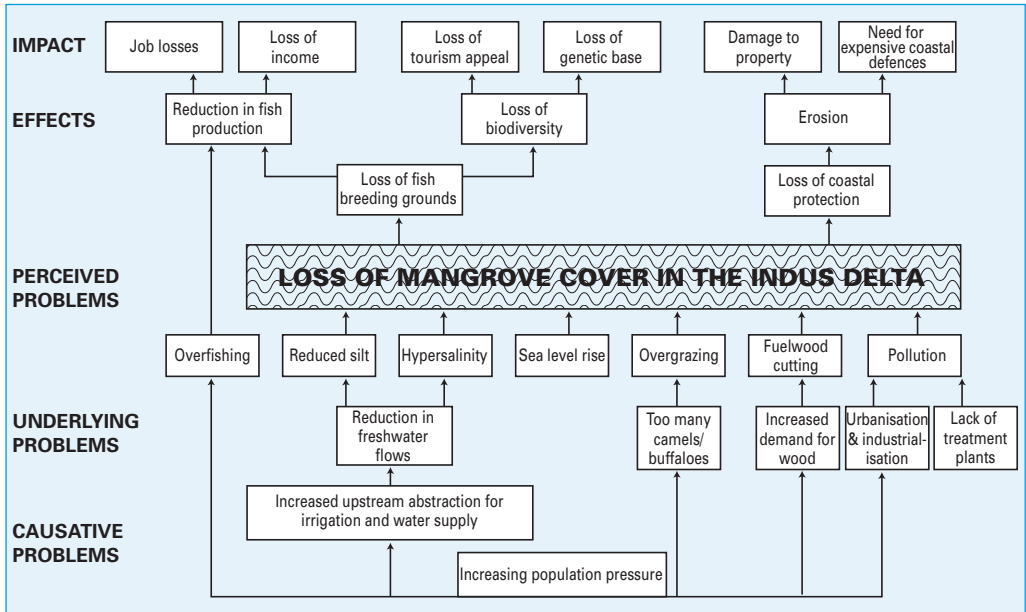 IMPACT
Job losses
Loss of
income
Loss of
tourism appeal
Loss of
genetic base
Damage to
property
Need for
expensive coastal
defences
EFFECTS
Reduction in fish
production
Loss of
biodiversity
Erosion
Loss of fish
breeding grounds
Loss of coastal
protection
PERCEIVED
PROBLEMS
LOSS OF MANGROVE COVER IN THE INDUS DELTA
Overfishing
Reduced silt
Hypersalinity
Sea level rise
Overgrazing
Fuelwood
cutting
Pollution
UNDERLYING
PROBLEMS
Reduction in
freshwater
flows
Too many
camels/
buffaloes
Increased
demand for
wood
Urbanisation
& industrial-
isation
Lack of
treatment
plants
CAUSATIVE
PROBLEMS
Increased upstream abstraction for
irrigation and water supply
Increasing population pressure